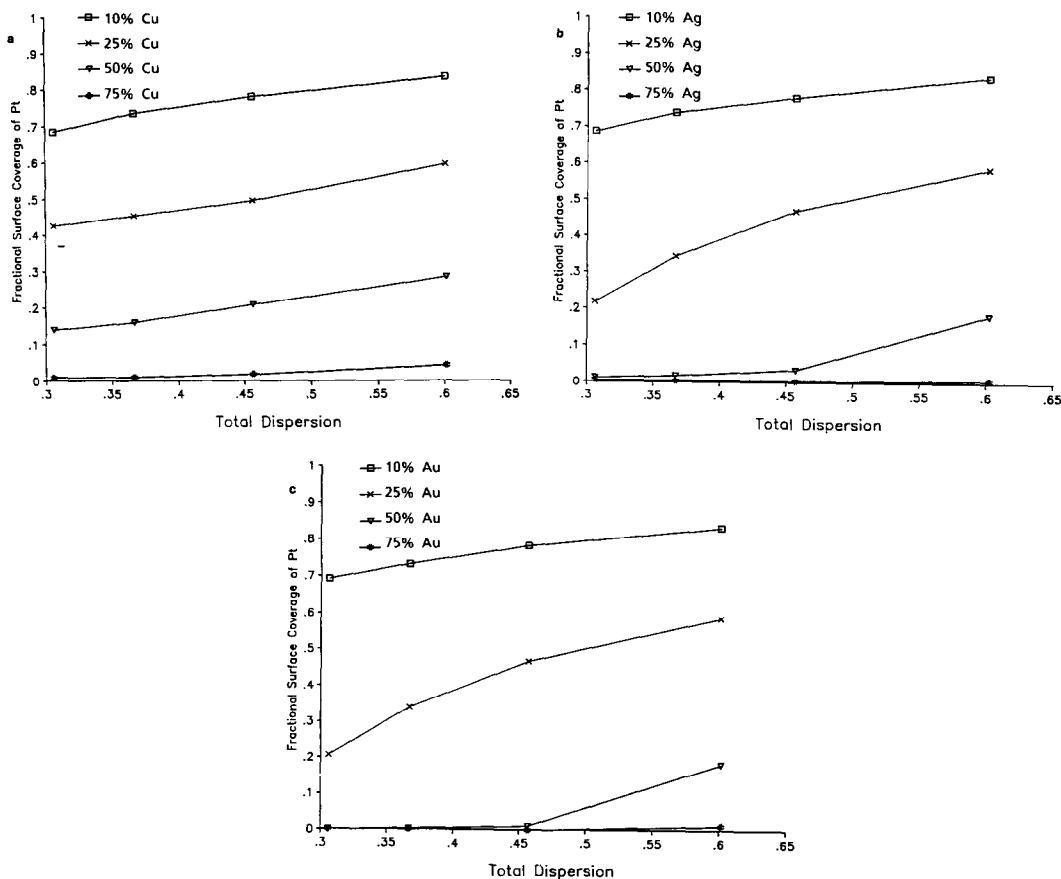 a
10% Cu
25% Cu
50% Cu
75% Cu
Fractional Surface Coverage of Pt
1
.9
.8
.7
.6
.5
.4
.3
.2
.1
0
.3
.35
.4
.45
.5
.55
.6
.65
Total Dispersion
b
10% Ag
25% Ag
50% Ag
75% Ag
Fractional Surface Coverage of Pt
1
.9
.8
.7
.6
.5
.4
.3
.2
.1
0
.3
.35
.4
.45
.5
.55
.6
.65
Total Dispersion
c
10% Au
25% Au
50% Au
75% Au
Fractional Surface Coverage of Pt
1
.9
.8
.7
.6
.5
.4
.3
.2
.1
0
.3
.35
.4
.45
.5
.55
.6
.65
Total Dispersion